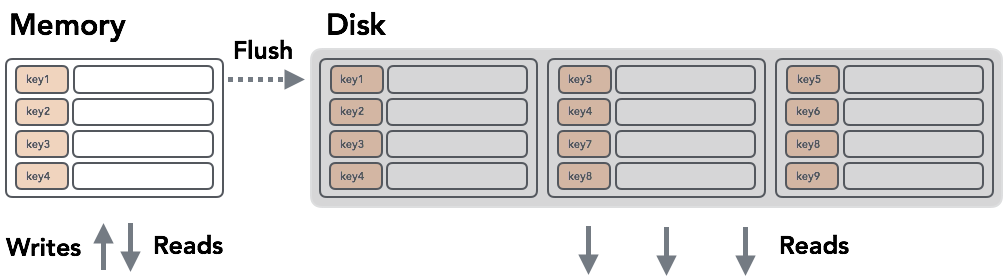 Memory
Disk
Flush
key1
key2
key3
key4
key1
key2
key3
key4
key3
key4
key7
key8
key5
key6
key8
key9
Writes
Reads
Reads